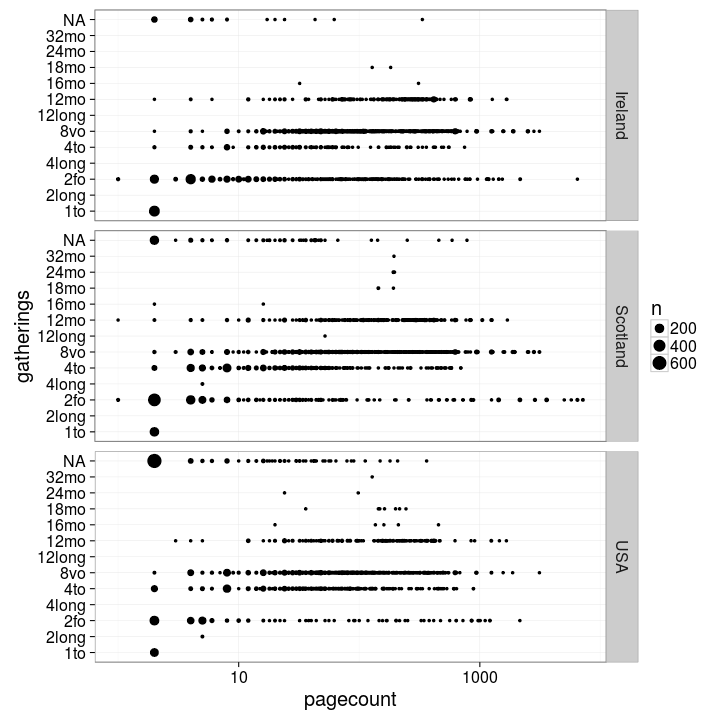 NA
32mo
24mo
18mo
16mo
12mo
12long
8vo
4to
4long
2fo
2long
1to
Ireland
NA
32mo
24mo
18mo
16mo
12mo
12long
8vo
4to
4long
2fo
2long
1to
Scotland
NA
32mo
24mo
18mo
16mo
12mo
12long
8vo
4to
4long
2fo
2long
1to
USA
gatherings
10
1000
pagecount
n
200
400
600